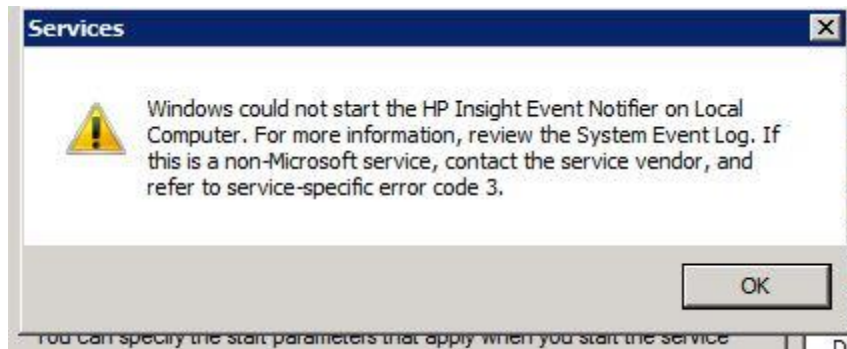 Services
Windows could not start the HP Insight Event Notifier on Local
Computer. For more information, review the System Event Log. If
this is a non-Microsoft service, contact the service vendor, and
refer to service-specific error code 3.
OK
You can specify the start parameters that apply when you start the service